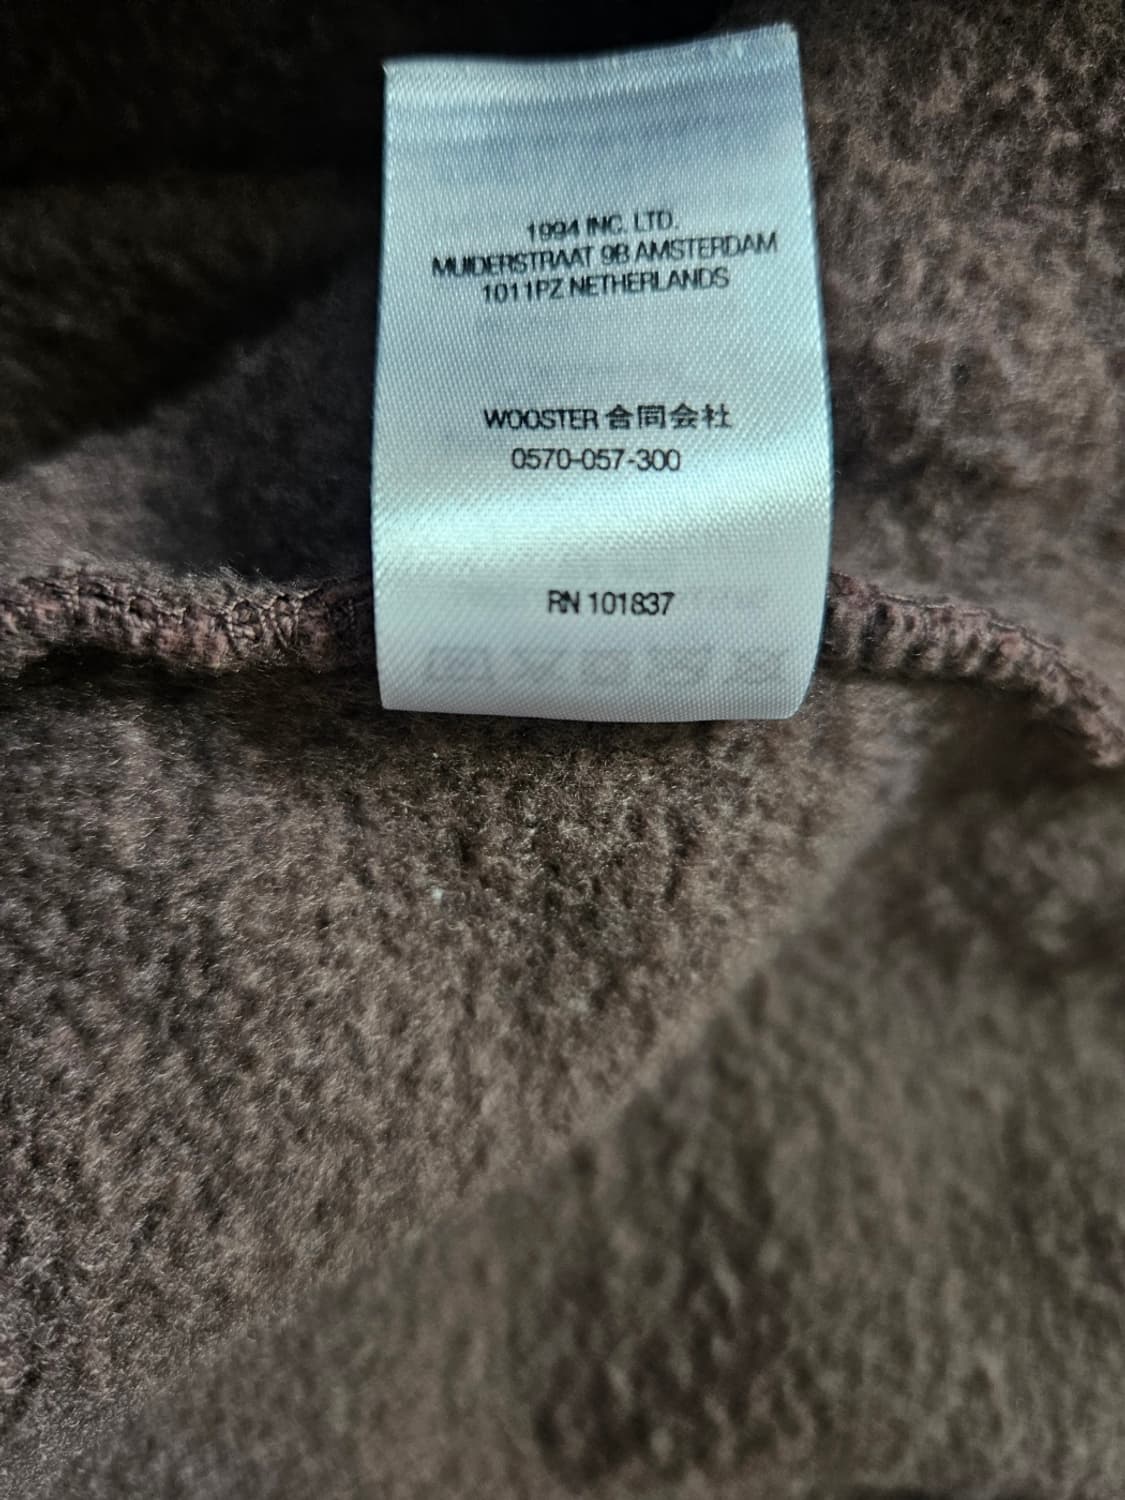 1994 INC. LTD.
MUIDERSTRAAT 9B AMSTERDAM
1011PZ NETHERLANDS
WOOSTER 合同会社
0570-057-300
RN 101837